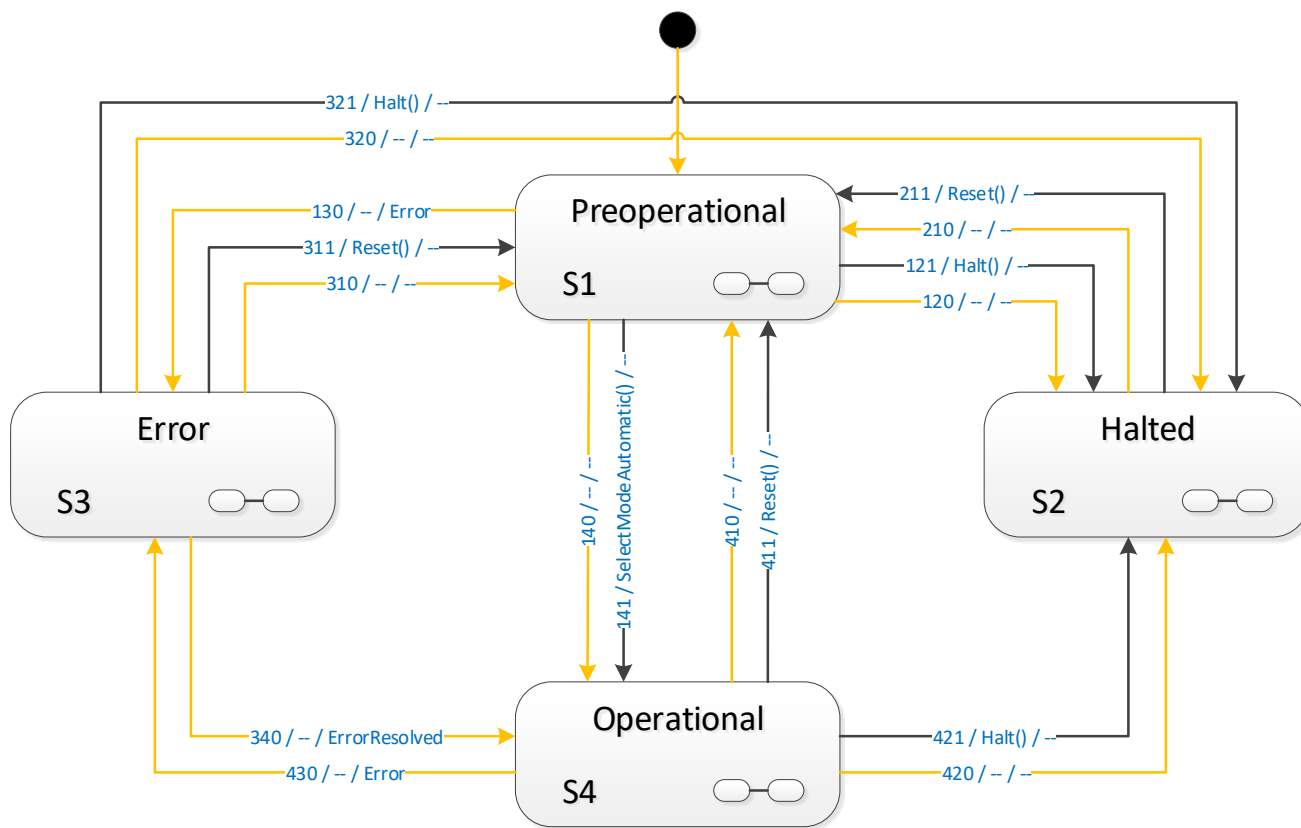 321 / Halt() / --
320 / -- / --
Preoperational
S1
130 / -- / Error
311 / Reset() / --
310 / -- / --
211 / Reset() / --
210 / -- / --
121 / Halt() / --
120 / -- / --
Error
S3
Halted
S2
140 / -- / --
141 / SelectModeAutomatic() / --
410 / -- / --
411 / Reset() / --
Operational
S4
340 / -- / ErrorResolved
430 / -- / Error
421 / Halt() / --
420 / -- / --